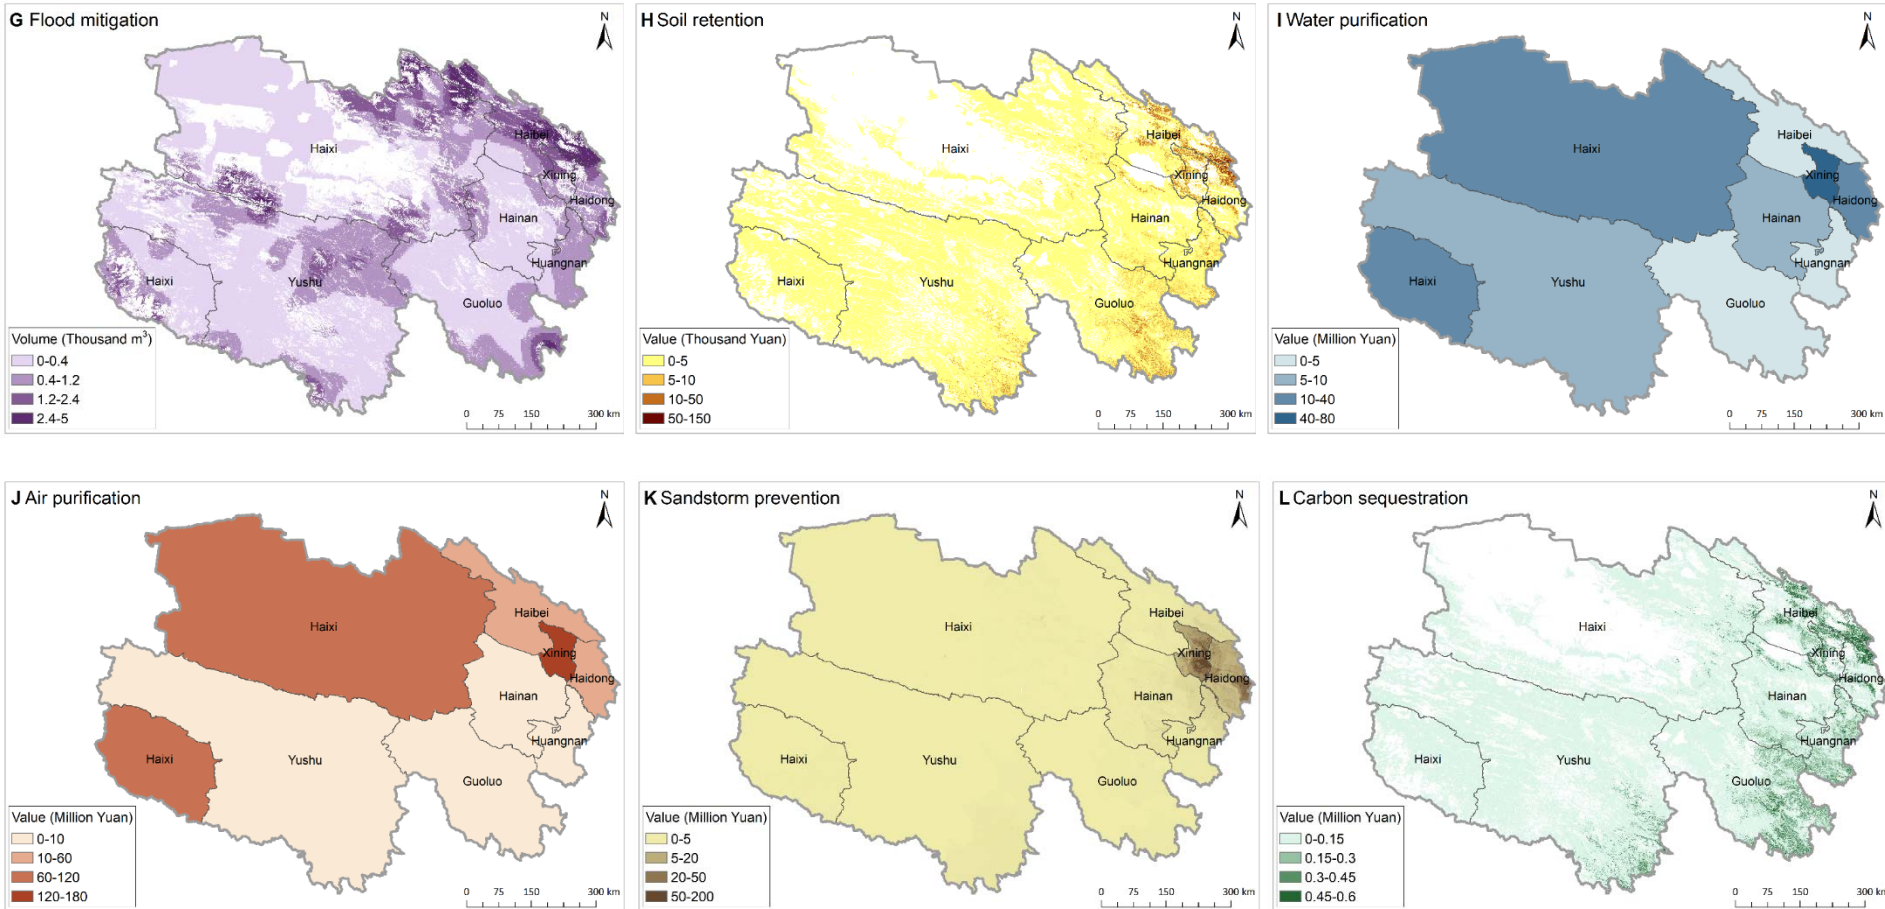 G Flood mitigation
N
Haixi
Haibei
Xining
Haidong
Hainan
Huangnan
Haixi
Yushu
Guoluo
Volume (Thousand m³)
0-0.4
0.4-1.2
1.2-2.4
2.4-5
0 75 150 300 km
H Soil retention
N
Haixi
Haibei
Xining
Haidong
Hainan
Huangnan
Haixi
Yushu
Guoluo
Value (Thousand Yuan)
0-5
5-10
10-50
50-150
0 75 150 300 km
I Water purification
N
Haixi
Haibei
Xining
Haidong
Hainan
Huangnan
Haixi
Yushu
Guoluo
Value (Million Yuan)
0-5
5-10
10-40
40-80
0 75 150 300 km
J Air purification
N
Haixi
Haibei
Xining
Haidong
Hainan
Huangnan
Haixi
Yushu
Guoluo
Value (Million Yuan)
0-10
10-60
60-120
120-180
0 75 150 300 km
K Sandstorm prevention
N
Haixi
Haibei
Xining
Haidong
Hainan
Huangnan
Haixi
Yushu
Guoluo
Value (Million Yuan)
0-5
5-20
20-50
50-200
0 75 150 300 km
L Carbon sequestration
N
Haixi
Haibei
Xining
Haidong
Hainan
Huangnan
Haixi
Yushu
Guoluo
Value (Million Yuan)
0-0.15
0.15-0.3
0.3-0.45
0.45-0.6
0 75 150 300 km